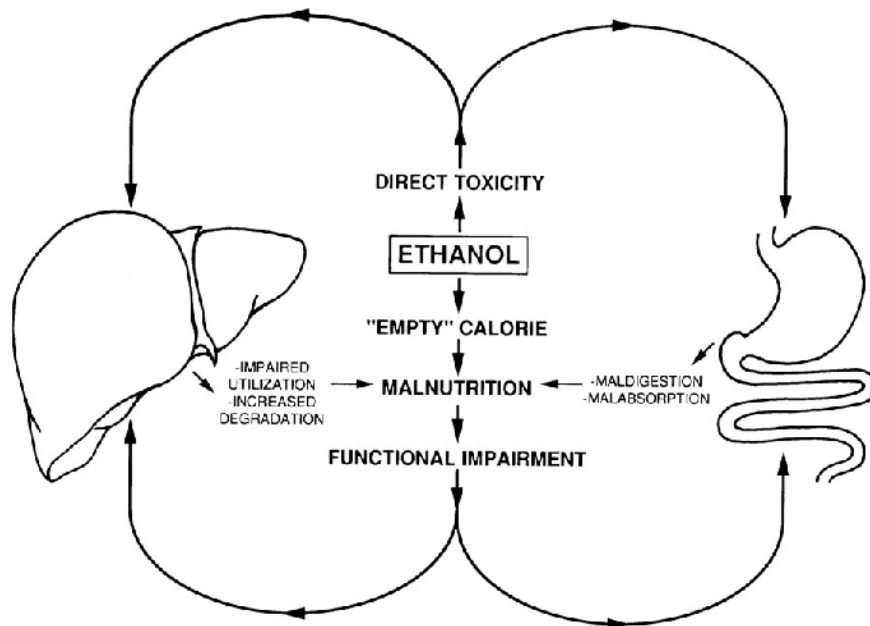 DIRECT TOXICITY
ETHANOL
"EMPTY" CALORIE
-IMPAIRED
UTILIZATION
-INCREASED
DEGRADATION
MALNUTRITION
-MALDIGESTION
-MALABSORPTION
FUNCTIONAL IMPAIRMENT